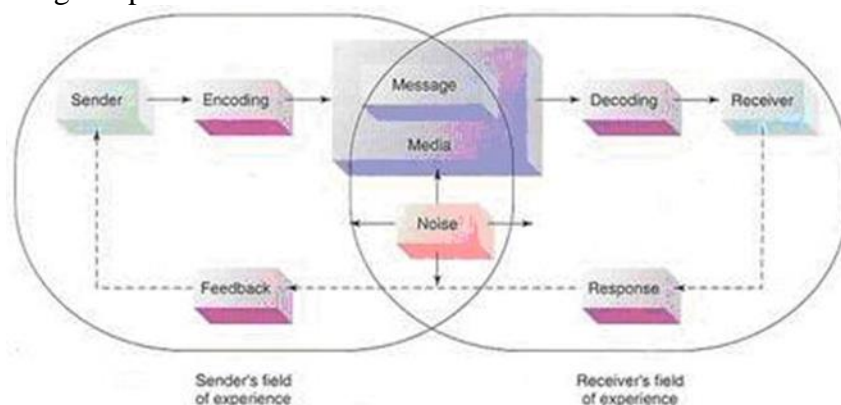 Message
Sender
Encoding
Decoding
Receiver
Media
Noise
Feedback
Response
Sender's field
of experience
Receiver's field
of experience